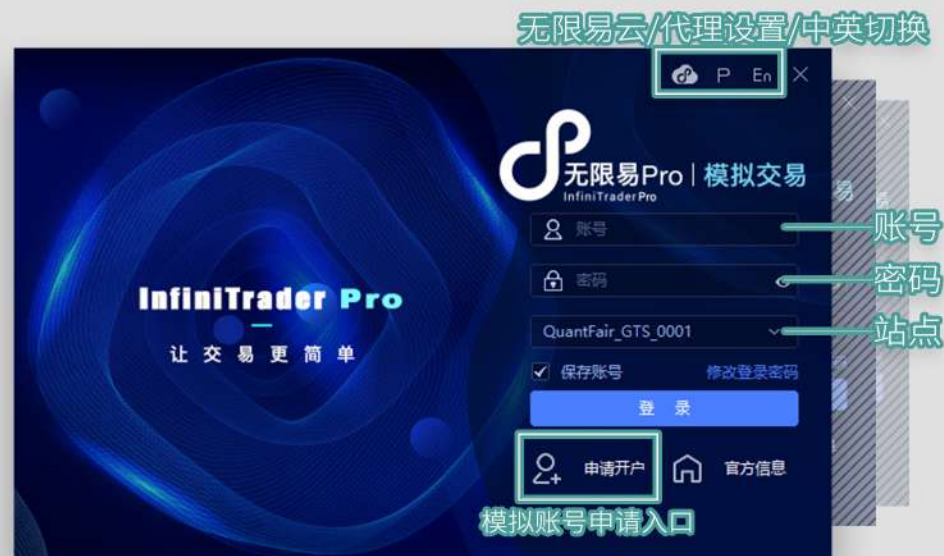 无限易云/代理设置/中英切换
P En
无限易Pro | 模拟交易
InfiniTrader Pro
账号 账号
密码 密码
InfiniTrader Pro
QuantFair_GTS_0001 站点
让交易更简单
保存账号 修改登录密码
登 录
申请开户 官方信息
模拟账号申请入口
易